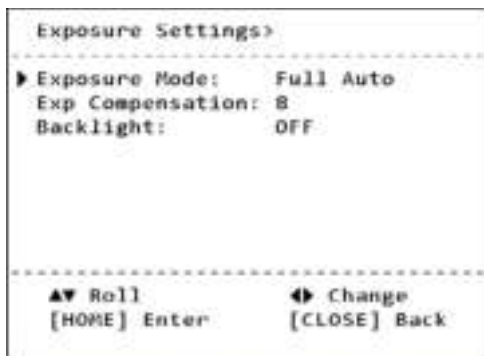 Exposure Settings>
▶ Exposure Mode: Full Auto
Exp Compensation: 8
Backlight: OFF
▲▼ Roll ◀▶ Change
[HOME] Enter [CLOSE] Back